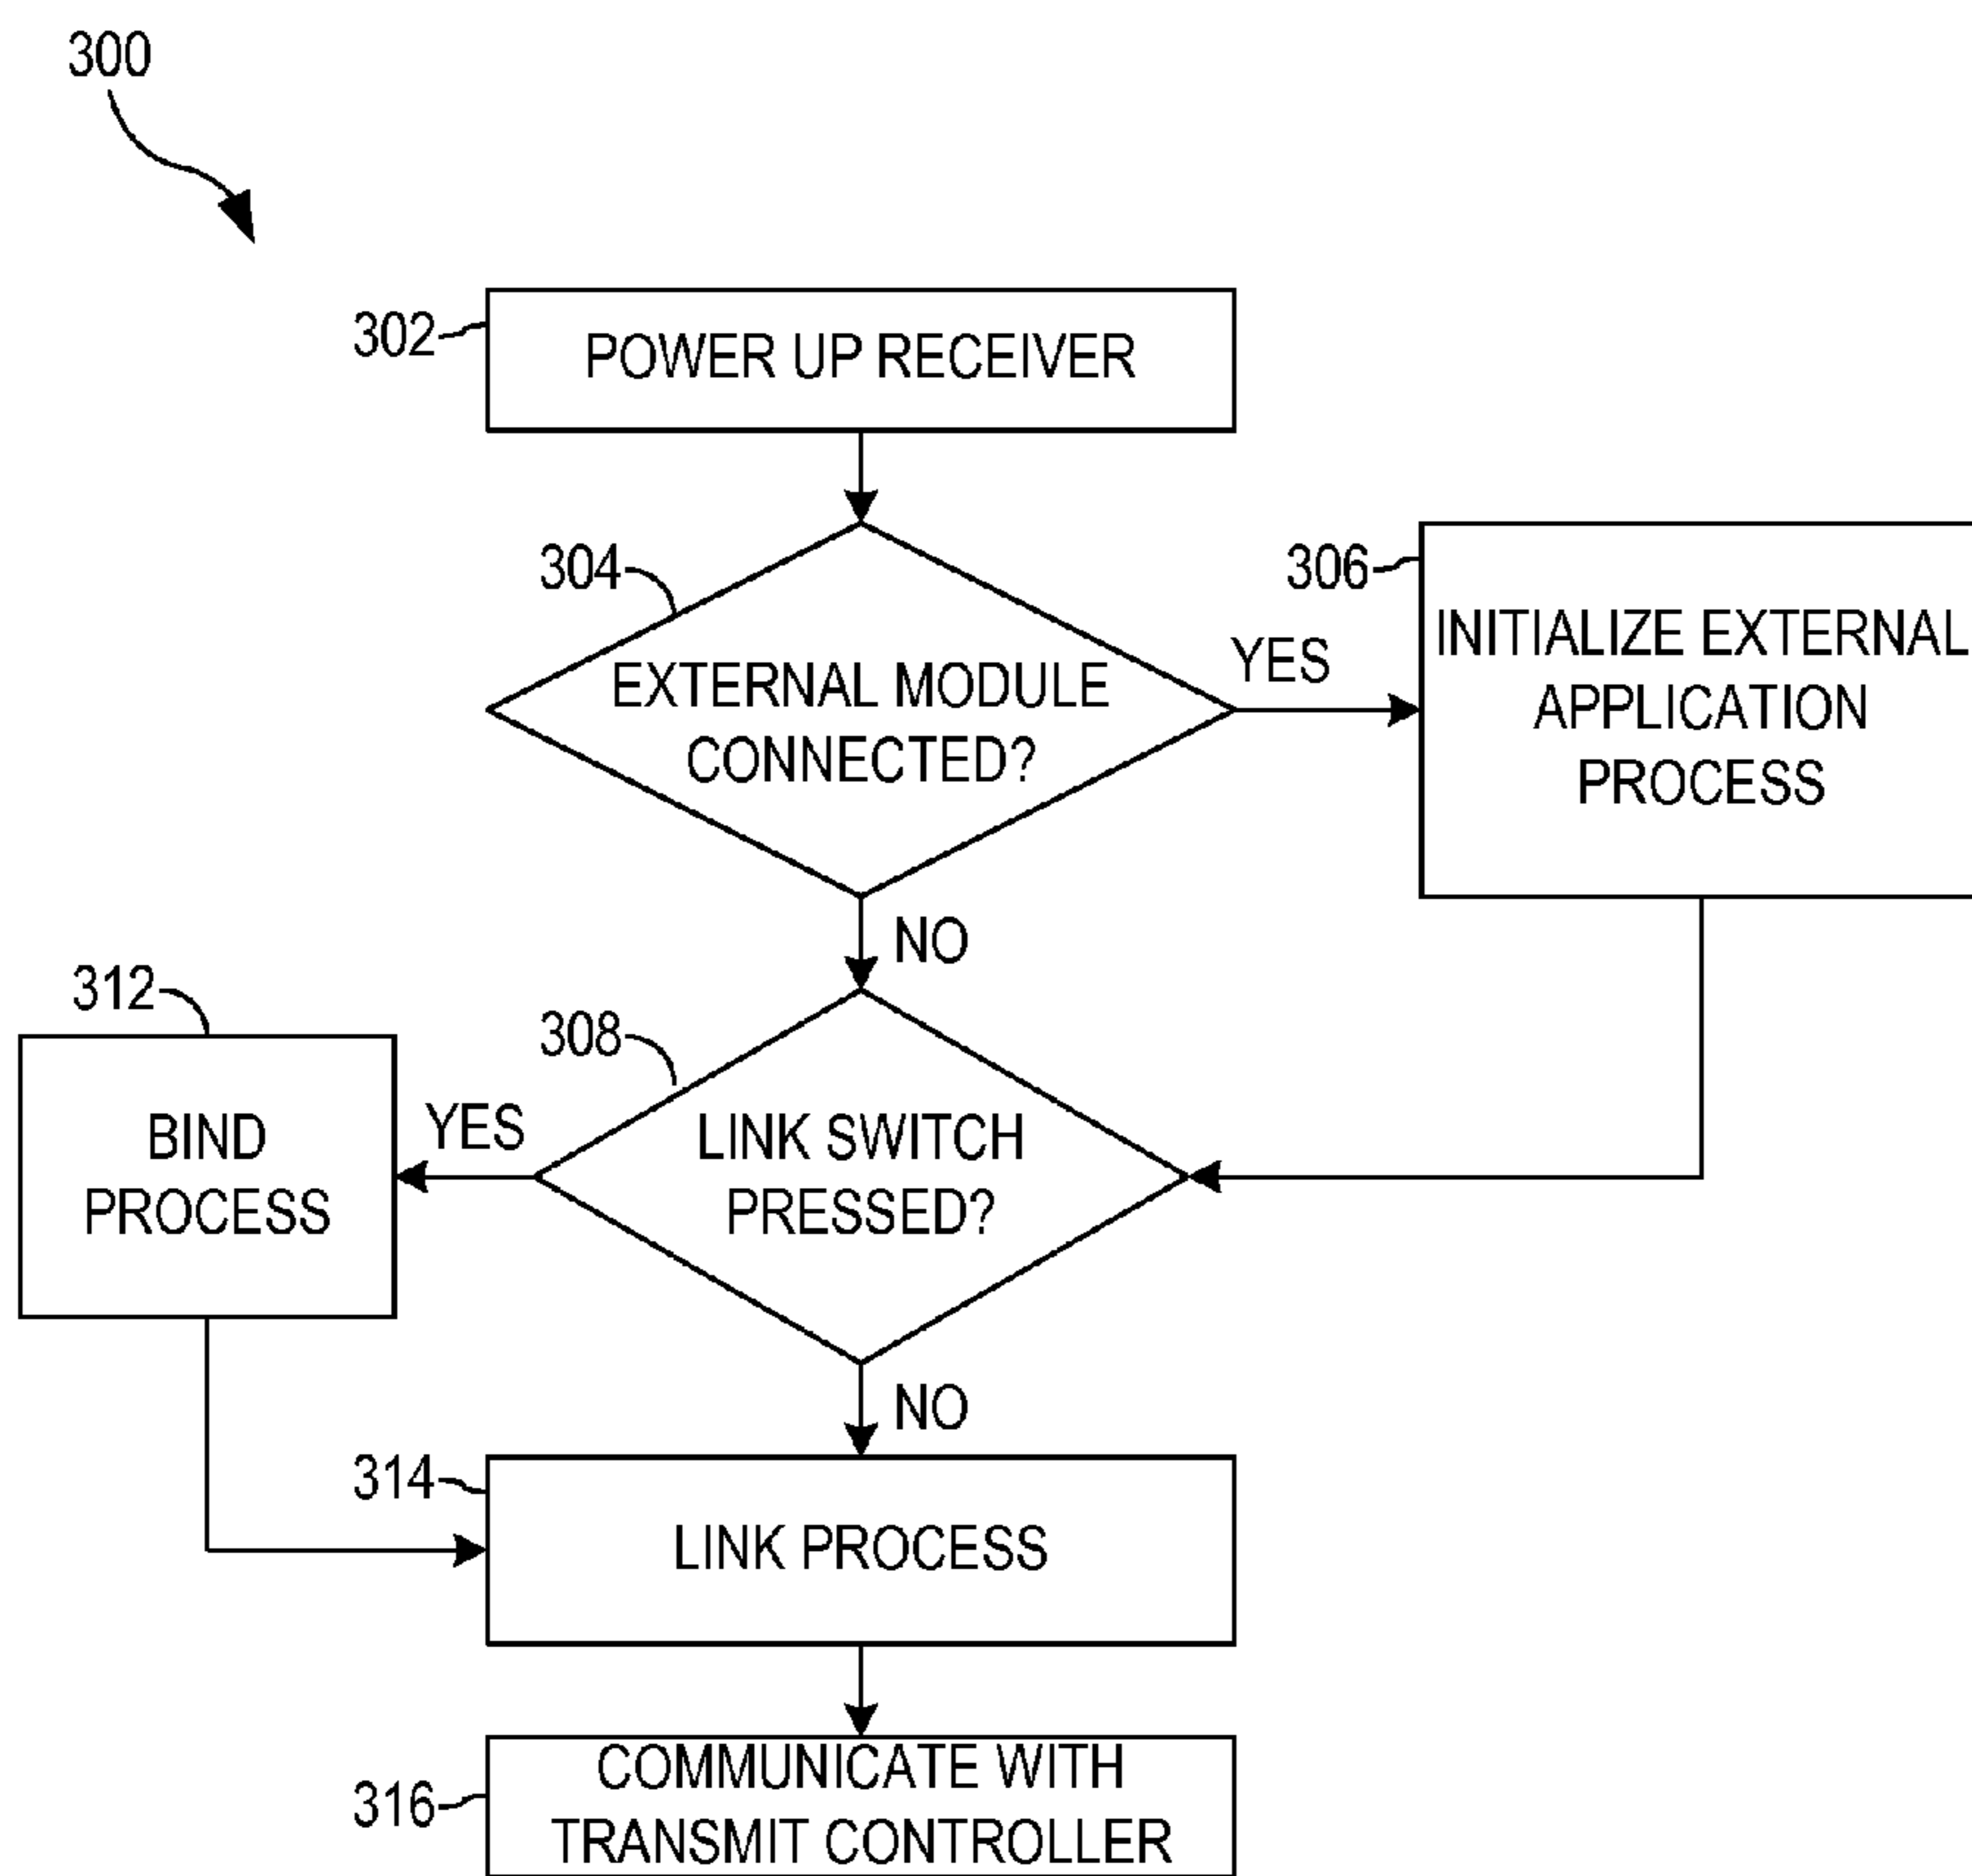 300
302
POWER UP RECEIVER
304
EXTERNAL MODULE
CONNECTED?
YES
306
INITIALIZE EXTERNAL
APPLICATION
PROCESS
NO
312
BIND
PROCESS
YES
308
LINK SWITCH
PRESSED?
NO
314
LINK PROCESS
316
COMMUNICATE WITH
TRANSMIT CONTROLLER